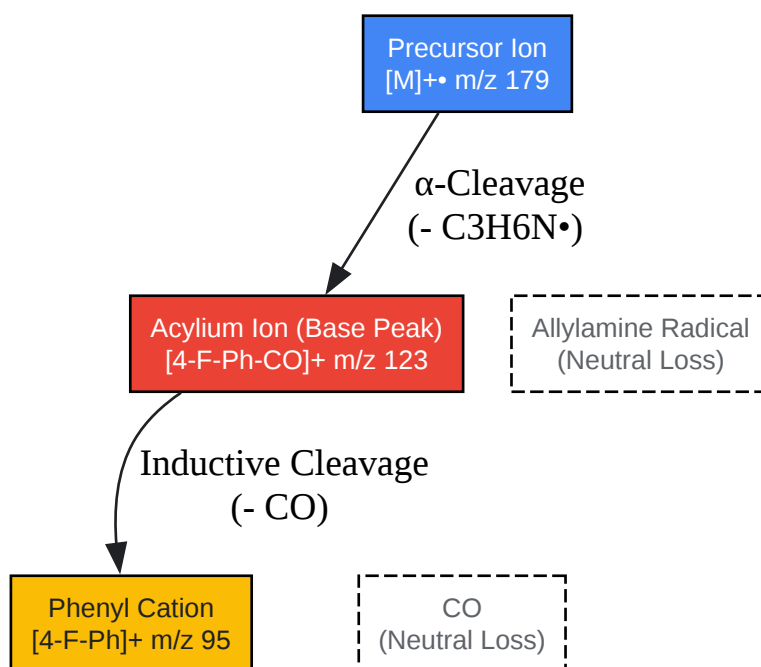 Precursor Ion
[M]+• m/z 179
α-Cleavage
(- C3H6N•)
Acylium Ion (Base Peak)
[4-F-Ph-CO]+ m/z 123
Allylamine Radical
(Neutral Loss)
Inductive Cleavage
(- CO)
Phenyl Cation
[4-F-Ph]+ m/z 95
CO
(Neutral Loss)